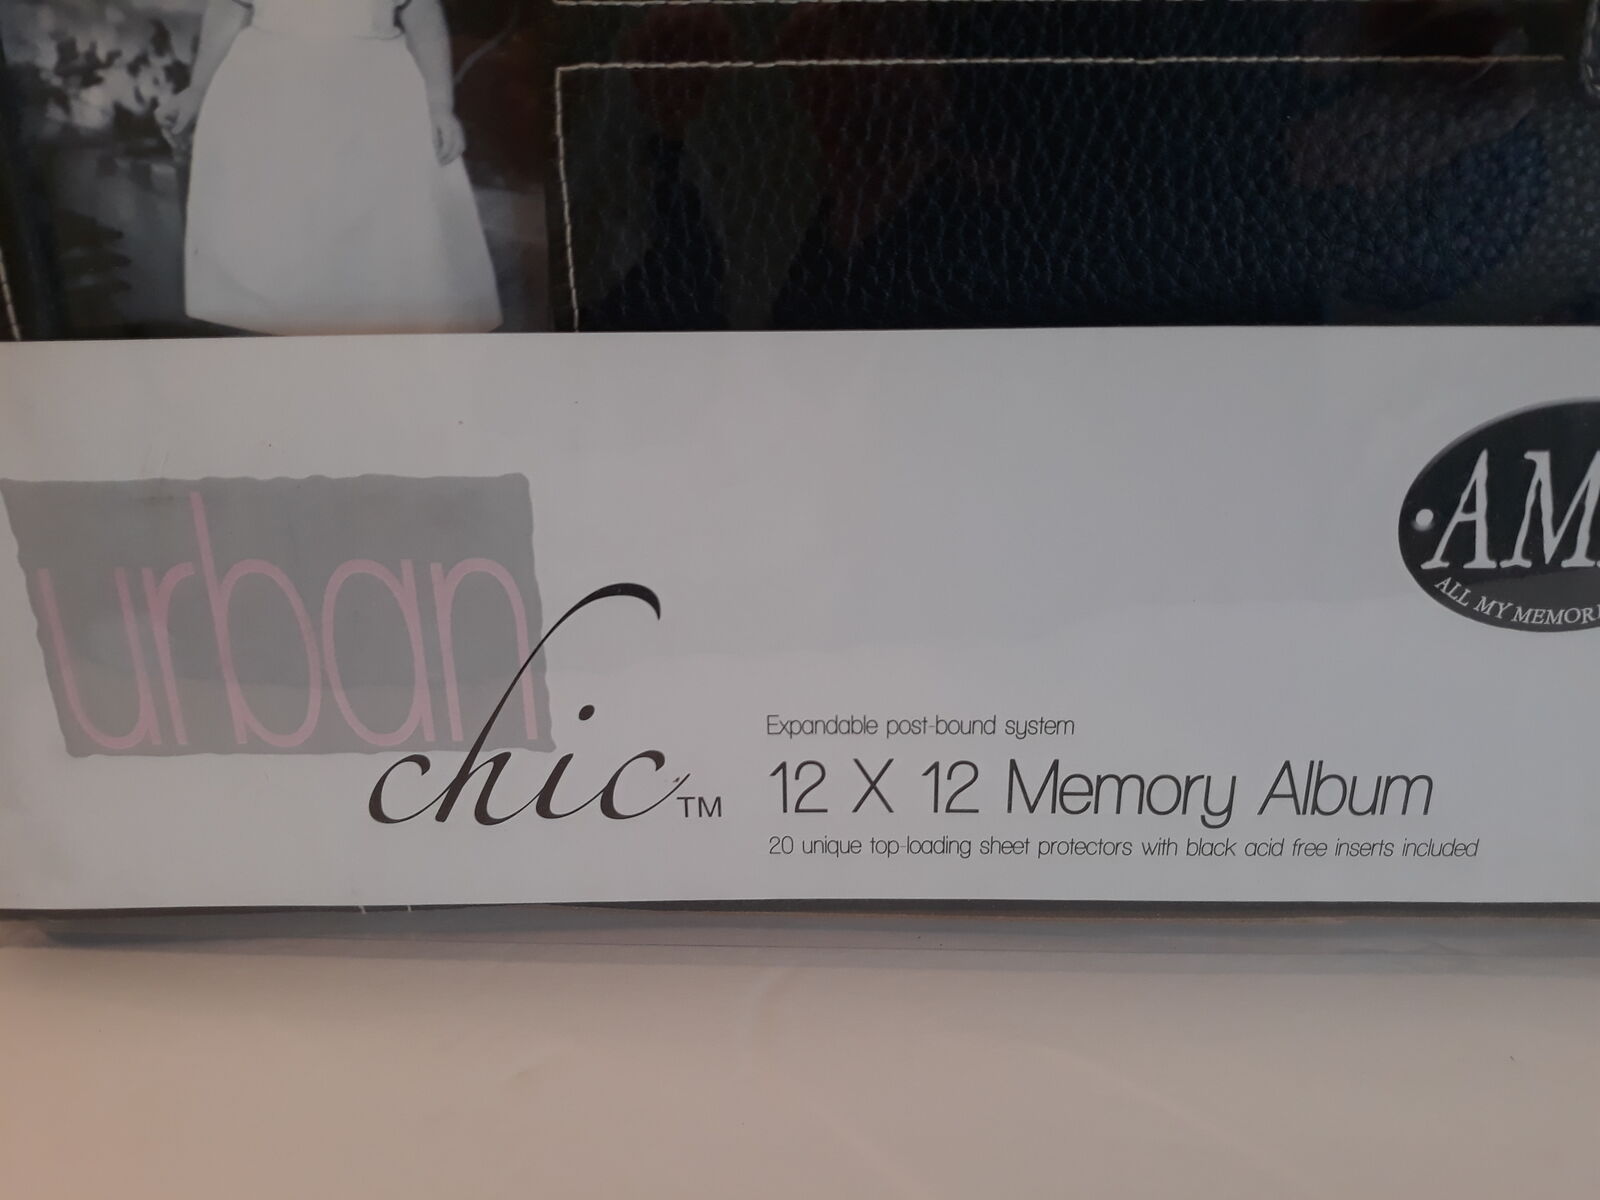 AM
ALL MY
urban
chic™
Expandable post-bound system
12 X 12 Memory Album
20 unique top-loading sheet protectors with black acid free inserts included